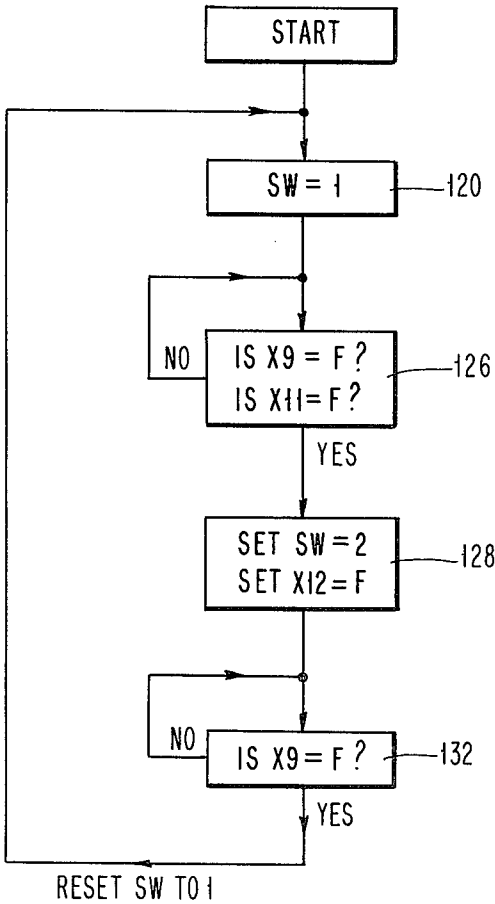 START
SW = 1
120
NO
IS X9 = F?
IS X11 = F?
126
YES
SET SW = 2
SET X12 = F
128
NO
IS X9 = F?
132
YES
RESET SW TO 1